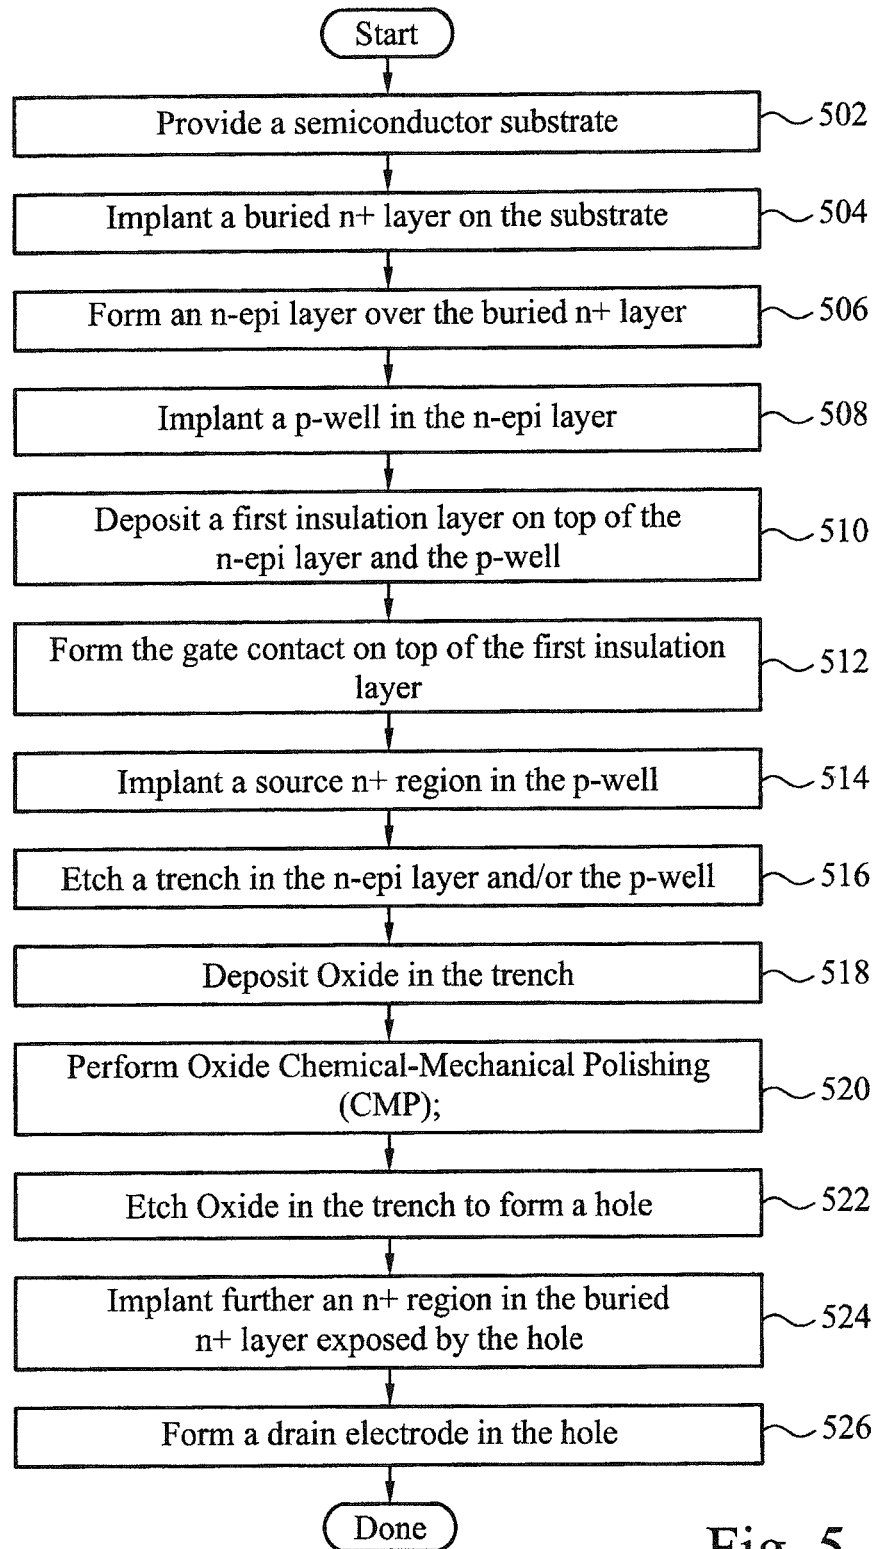 Start
Provide a semiconductor substrate
502
Implant a buried n+ layer on the substrate
504
Form an n-epi layer over the buried n+ layer
506
Implant a p-well in the n-epi layer
508
Deposit a first insulation layer on top of the
n-epi layer and the p-well
510
Form the gate contact on top of the first insulation
layer
512
Implant a source n+ region in the p-well
514
Etch a trench in the n-epi layer and/or the p-well
516
Deposit Oxide in the trench
518
Perform Oxide Chemical-Mechanical Polishing
(CMP);
520
Etch Oxide in the trench to form a hole
522
Implant further an n+ region in the buried
n+ layer exposed by the hole
524
Form a drain electrode in the hole
526
Done
Fig. 5